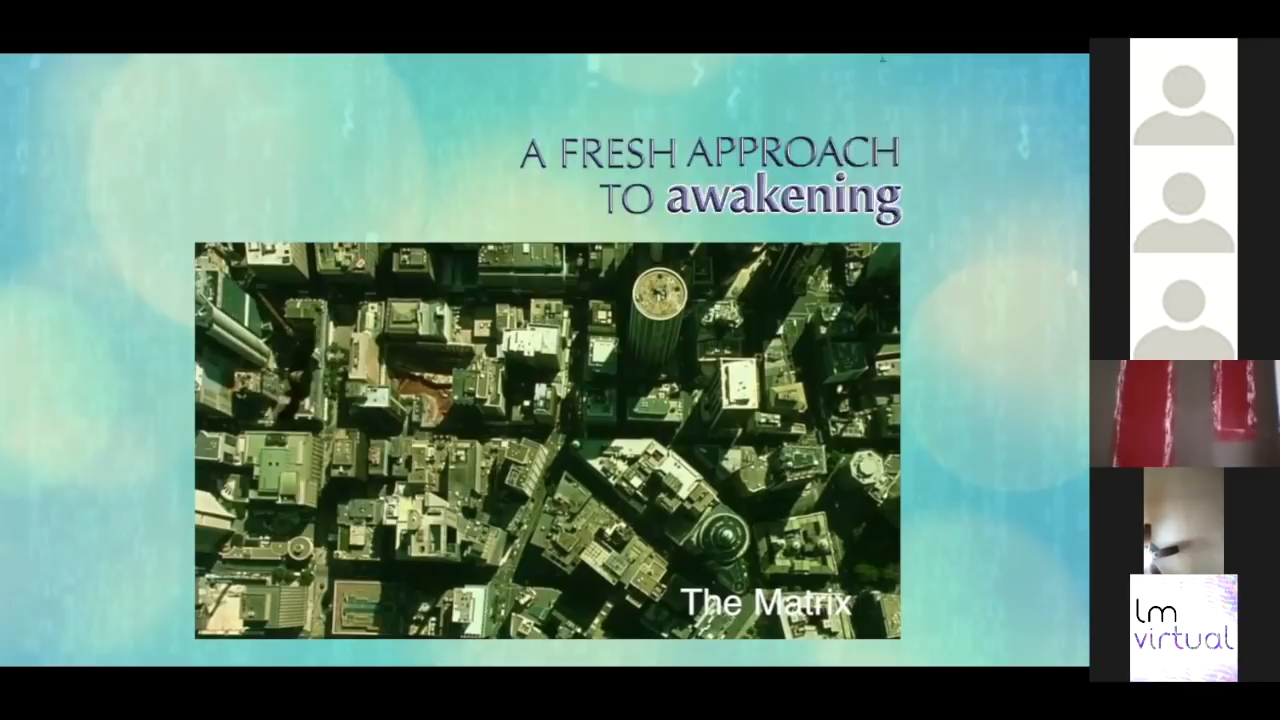 A FRESH APPROACH
TO awakening
The Matrix
lm
virtual